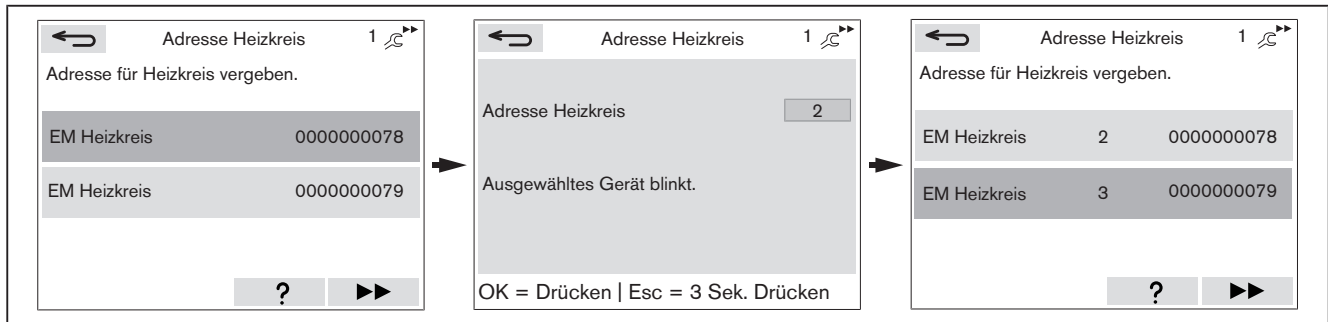 Adresse Heizkreis 1
Adresse für Heizkreis vergeben.
EM Heizkreis 0000000078
EM Heizkreis 0000000079
?
Adresse Heizkreis 1
Adresse Heizkreis 2
Ausgewähltes Gerät blinkt.
OK = Drücken | Esc = 3 Sek. Drücken
Adresse Heizkreis 1
Adresse für Heizkreis vergeben.
EM Heizkreis 2 0000000078
EM Heizkreis 3 0000000079
?